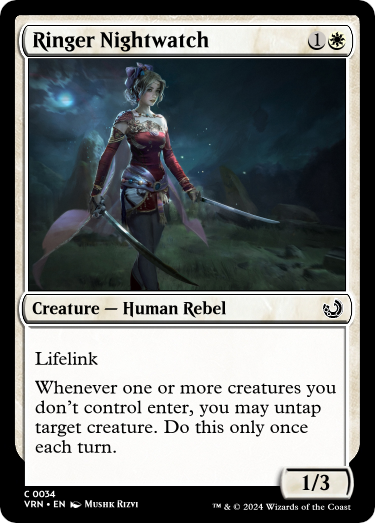 Ringer Nightwatch 1
Creature — Human Rebel
Lifelink
Whenever one or more creatures you
don't control enter, you may untap
target creature. Do this only once
each turn.
1/3
C 0034
VRN • EN Mushk Rizvi
™ & © 2024 Wizards of the Coast